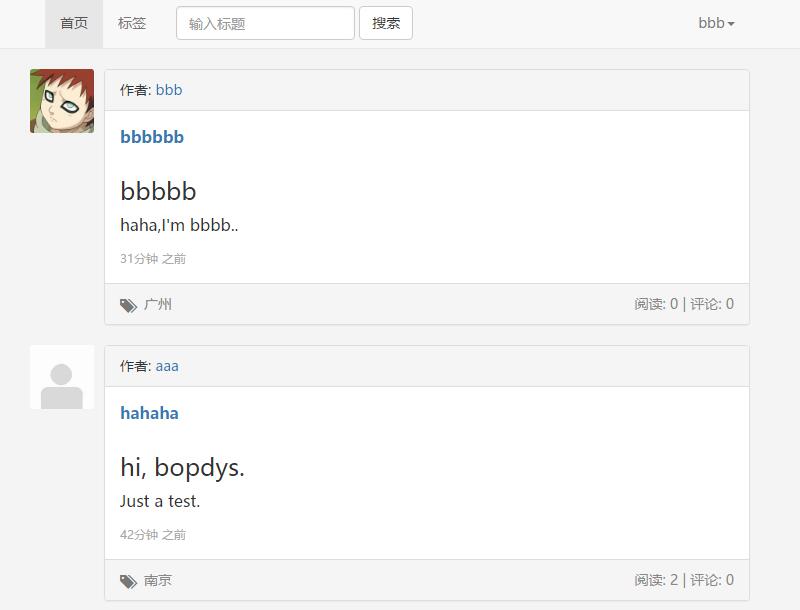 首页 标签 输入标题 搜索 bbb
作者: bbb
bbbbbb
bbbbb
haha,I'm bbbb..
31分钟 之前
广州 阅读: 0 | 评论: 0
作者: aaa
hahaha
hi, bopdys.
Just a test.
42分钟 之前
南京 阅读: 2 | 评论: 0